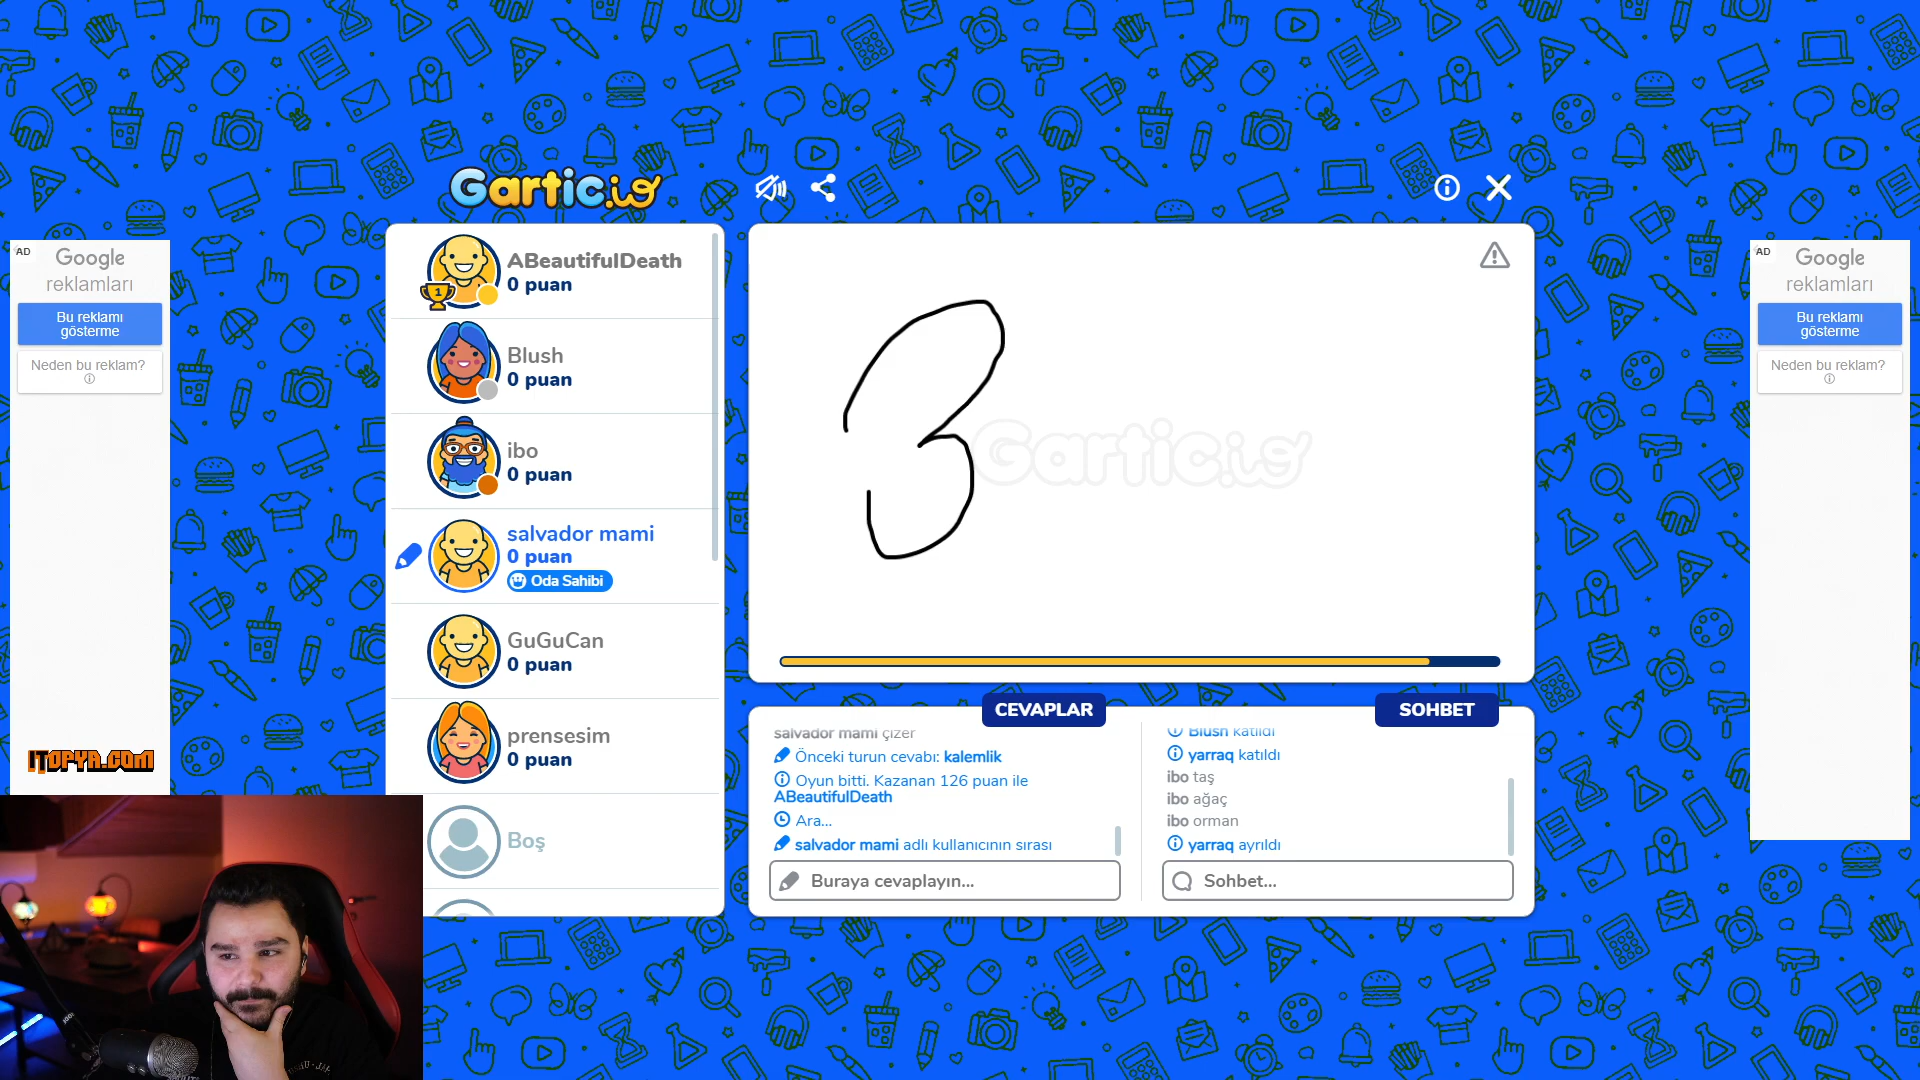 Gartic.io
AD
Google
reklamları
Bu reklamı
gösterme
Neden bu reklam?
ITOPYA.COM
ABeautifulDeath
0 puan
1
Blush
0 puan
ibo
0 puan
salvador mami
0 puan
Oda Sahibi
GuGuCan
0 puan
prensesim
0 puan
Boş
3
Gartic.io
CEVAPLAR
salvador mami çizer
Önceki turun cevabı: kalemlik
Oyun bitti. Kazanan 126 puan ile
ABeautifulDeath
Ara...
salvador mami adlı kullanıcının sırası
Buraya cevaplayın...
SOHBET
Blush katıldı
yarraq katıldı
ibo taş
ibo ağaç
ibo orman
yarraq ayrıldı
Sohbet...
AD
Google
reklamları
Bu reklamı
gösterme
Neden bu reklam?